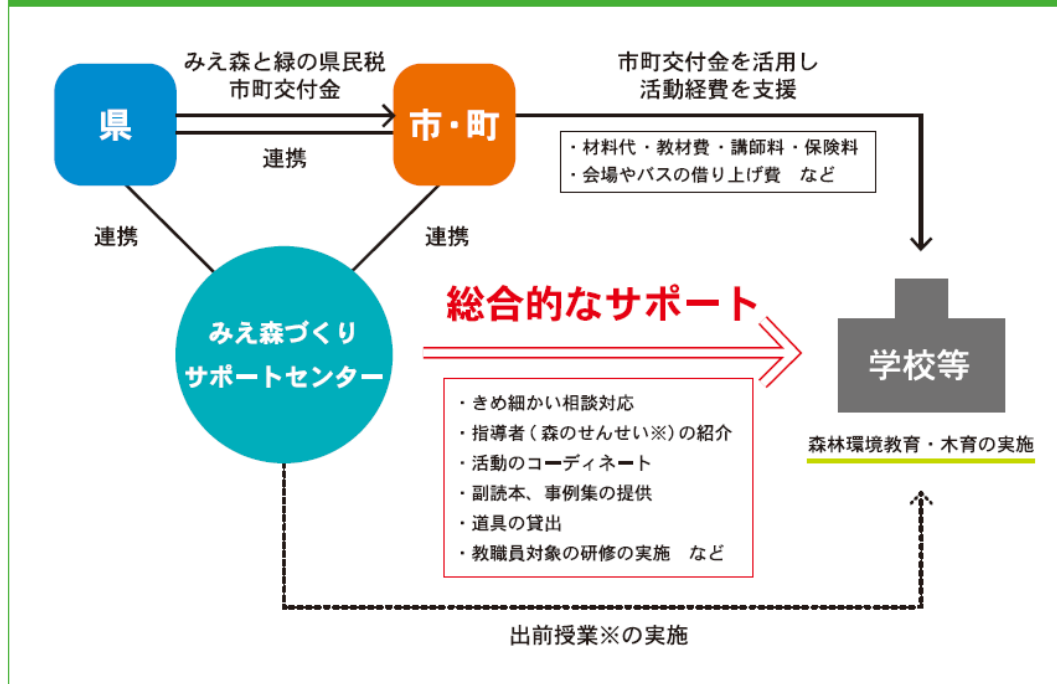 みえ森と緑の県民税
市町交付金
県
市・町
連携
市町交付金を活用し
活動経費を支援
・材料代・教材費・講師料・保険料
・会場やバスの借り上げ費　など
連携
連携
みえ森づくり
サポートセンター
総合的なサポート
・きめ細かい相談対応
・指導者（森のせんせい※）の紹介
・活動のコーディネート
・副読本、事例集の提供
・道具の貸出
・教職員対象の研修の実施　など
学校等
森林環境教育・木育の実施
出前授業※の実施